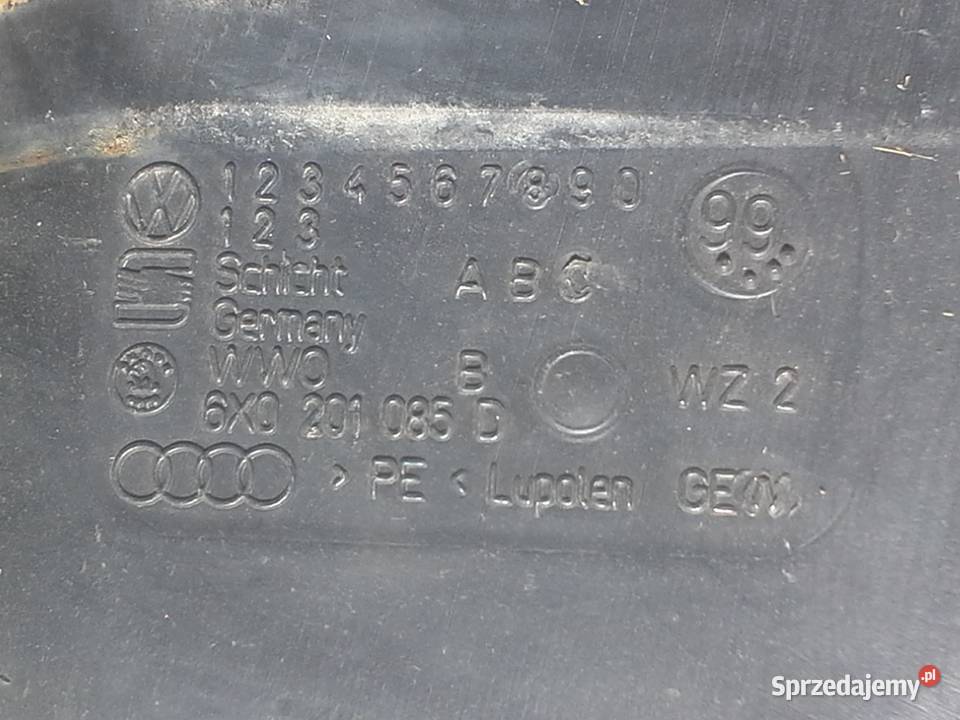 1 2 3 4 5 6 7 8 9 0
1 2 3
99
Schicht
A B C
Germany
WWO B
WZ 2
6X0 201 085 D
> PE < Lupolen
Sprzedajemy.pl